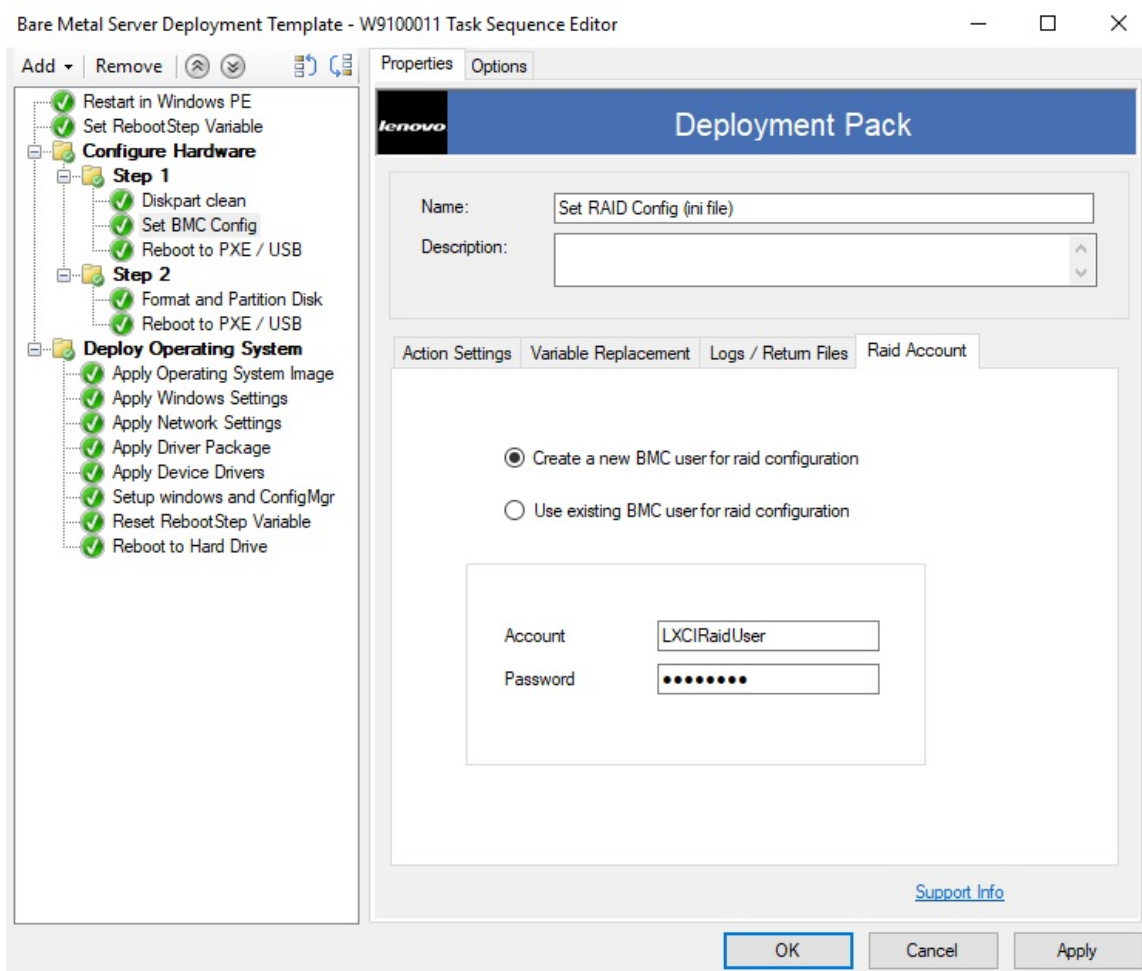 Bare Metal Server Deployment Template - W9100011 Task Sequence Editor
Add Remove
Restart in Windows PE
Set RebootStep Variable
Configure Hardware
Step 1
Diskpart clean
Set BMC Config
Reboot to PXE / USB
Step 2
Format and Partition Disk
Reboot to PXE / USB
Deploy Operating System
Apply Operating System Image
Apply Windows Settings
Apply Network Settings
Apply Driver Package
Apply Device Drivers
Setup windows and ConfigMgr
Reset RebootStep Variable
Reboot to Hard Drive
Properties Options
lenovo Deployment Pack
Name: Set RAID Config (ini file)
Description:
Action Settings Variable Replacement Logs / Return Files Raid Account
Create a new BMC user for raid configuration
Use existing BMC user for raid configuration
Account LXCIRaidUser
Password ●●●●●●●●
Support Info
OK Cancel Apply